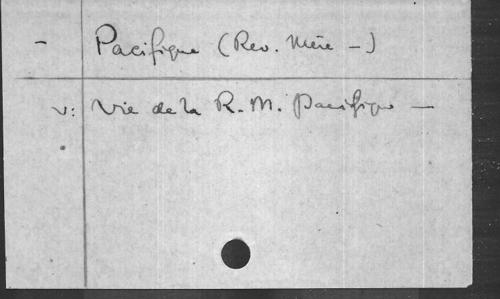 - Pacifique (Rev. Mère -)
v: Vie de la R. M. Pacifique —